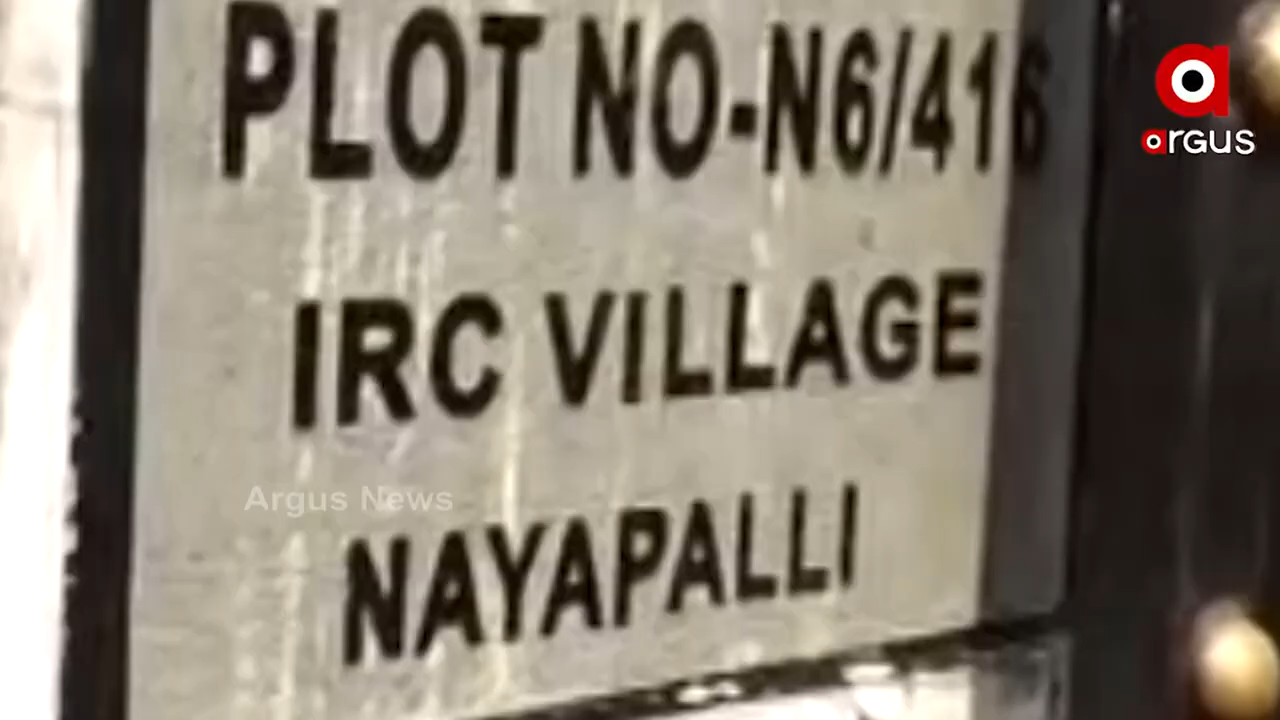 PLOT NO-N6/416
IRC VILLAGE
NAYAPALLI
Argus News
argus